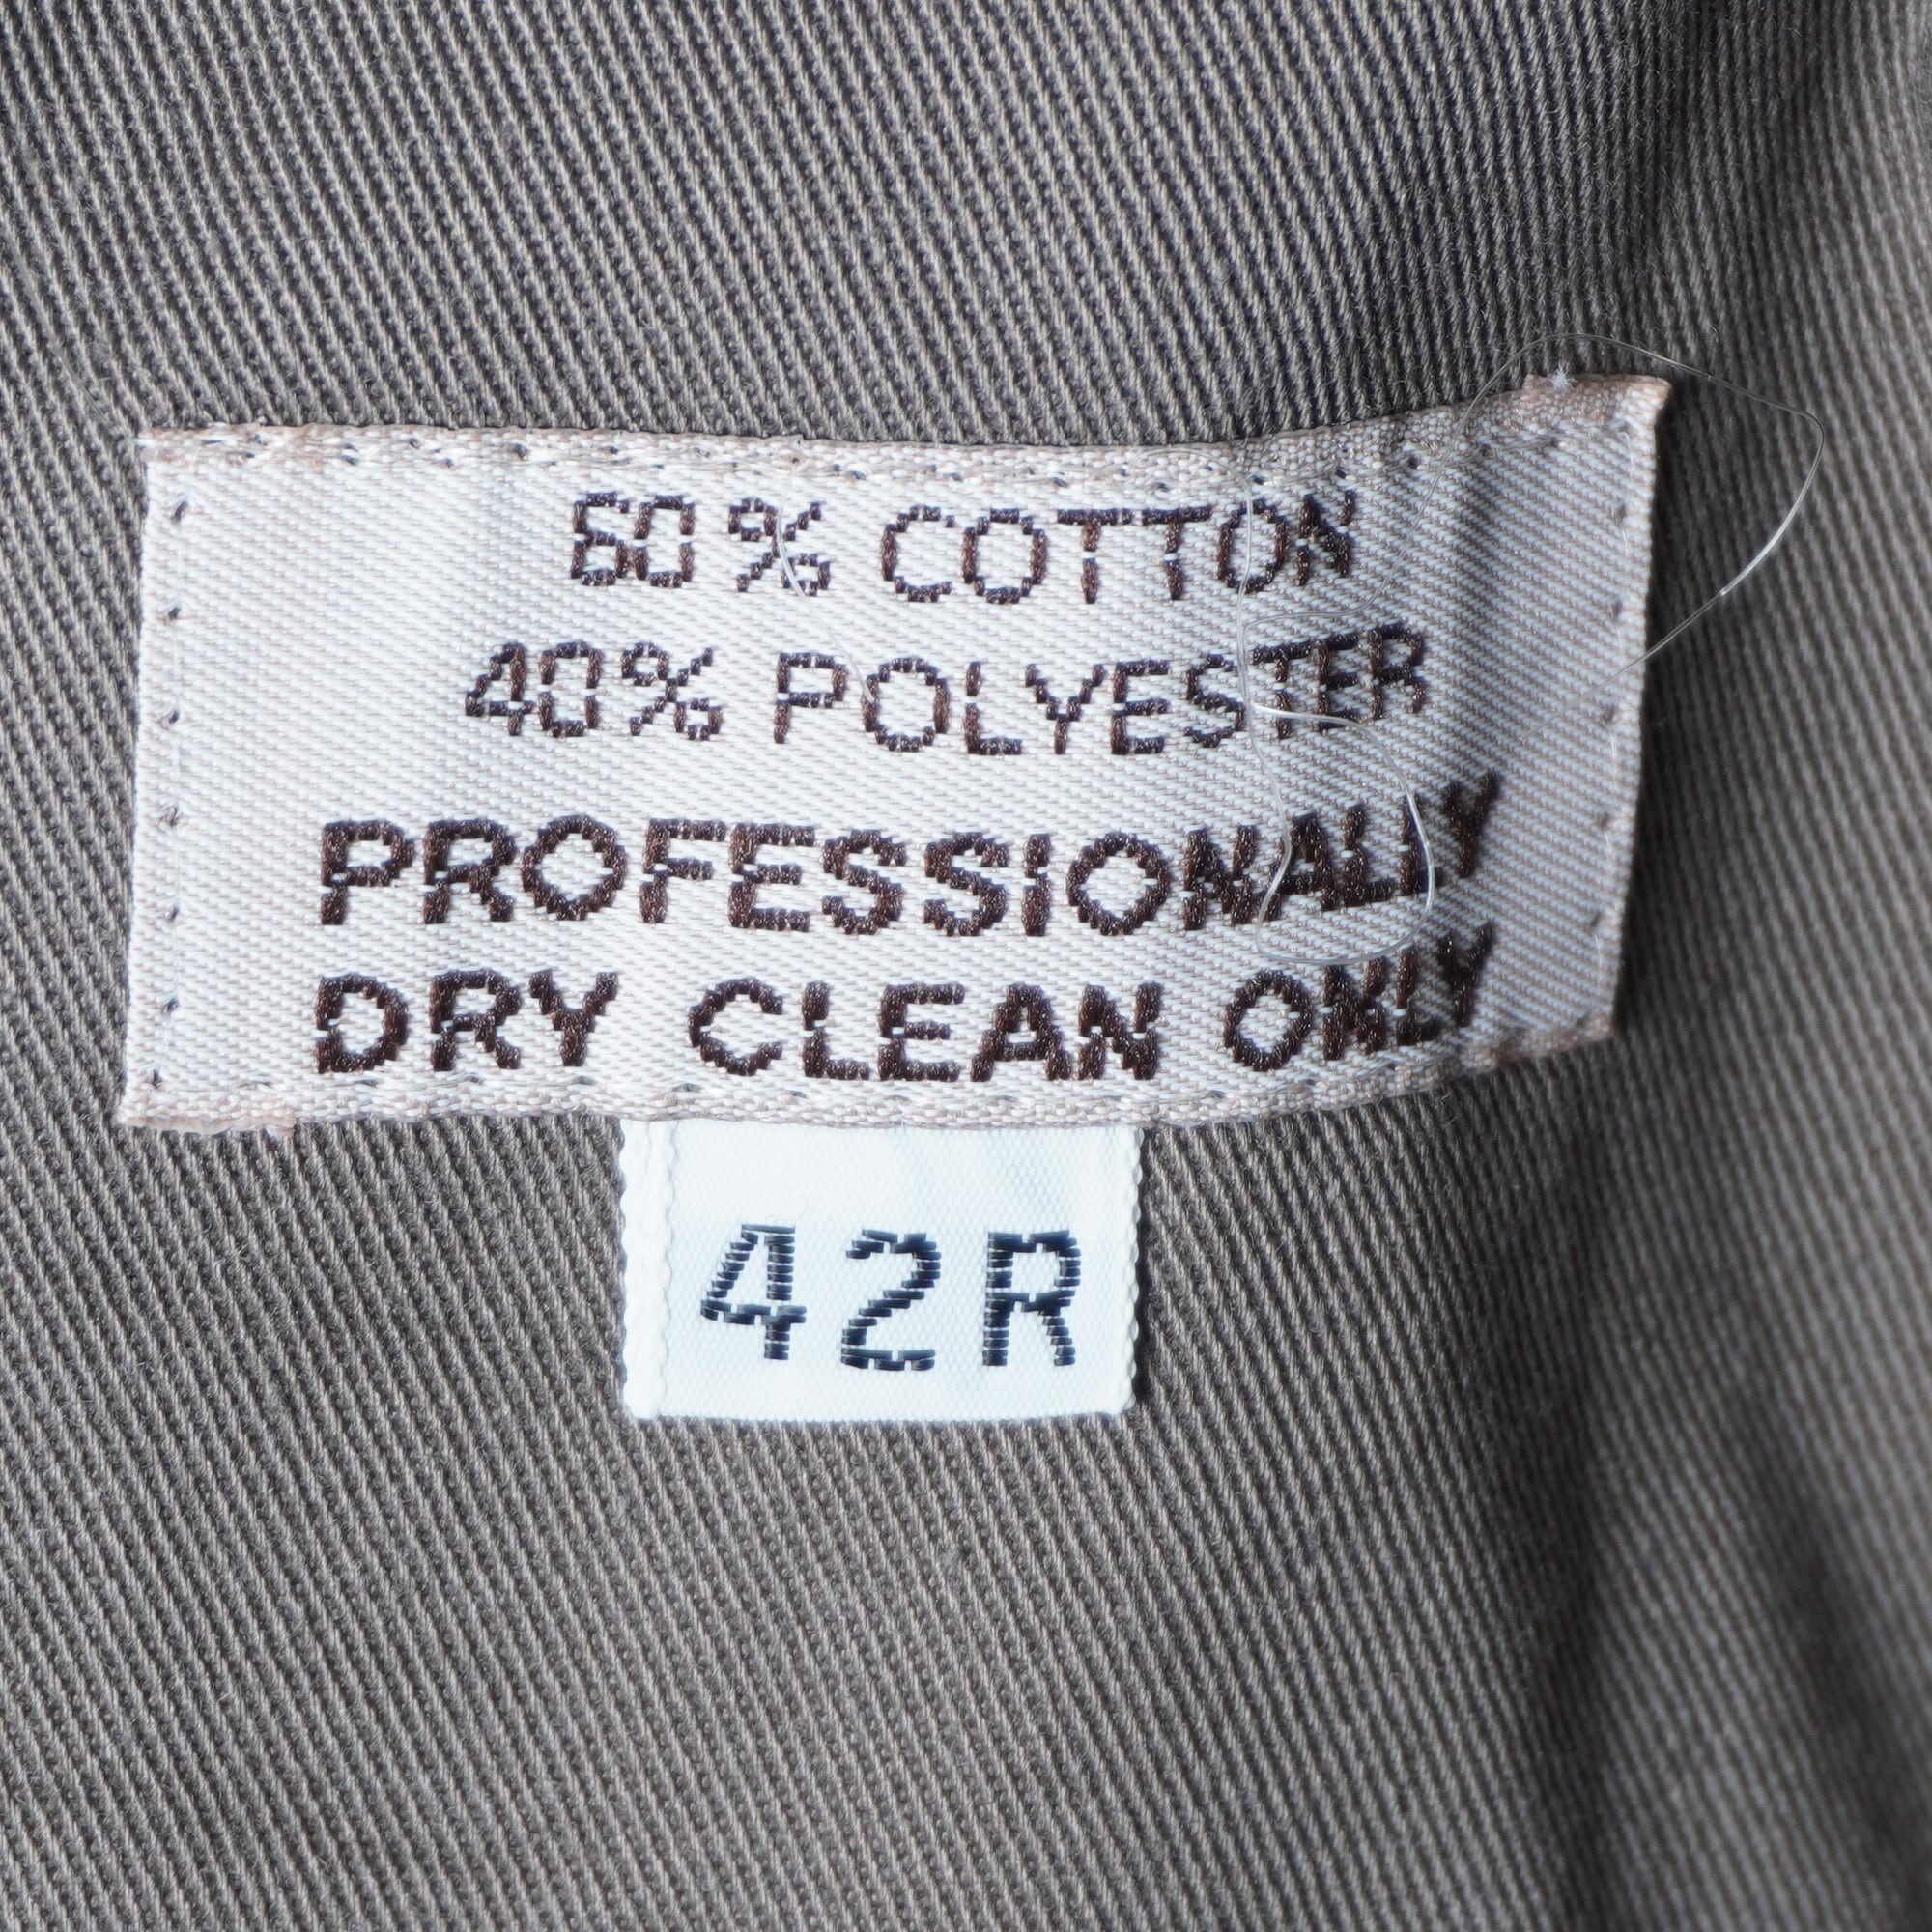 60% COTTON
40% POLYESTER
PROFESSIONALLY
DRY CLEAN ONLY
42R